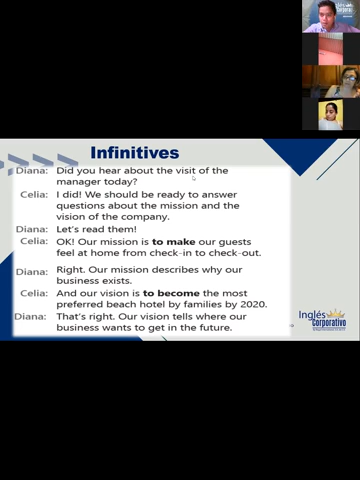 Infinitives
Diana: Did you hear about the visit of the
manager today?
Celia: I did! We should be ready to answer
questions about the mission and the
vision of the company.
Diana: Let's read them!
Celia: OK! Our mission is to make our guests
feel at home from check-in to check-out.
Diana: Right. Our mission describes why our
business exists.
Celia: And our vision is to become the most
preferred beach hotel by families by 2020.
Diana: That's right. Our vision tells where our
business wants to get in the future.
Inglés
Corporativo